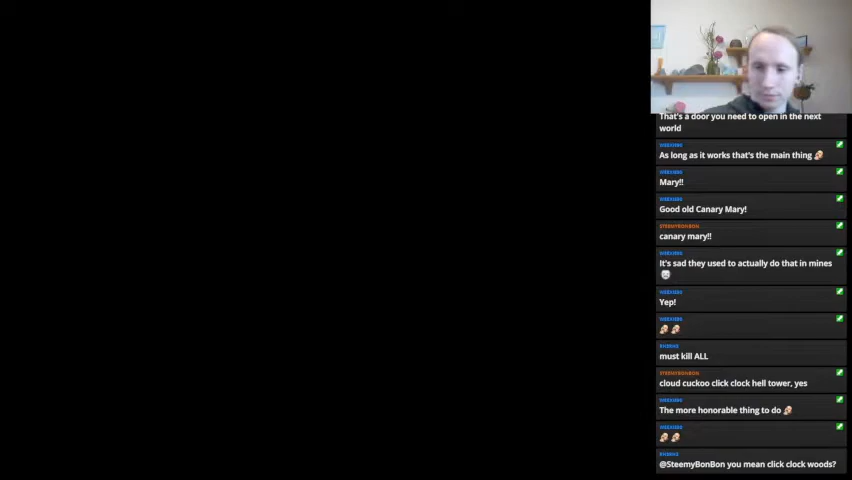 That's a door you need to open in the next
world
As long as it works that's the main thing
Mary!!
Good old Canary Mary!
STEEMYBONBON
canary mary!!
It's sad they used to actually do that in mines
Yep!
must kill ALL
STEEMYBONBON
cloud cuckoo click clock hell tower, yes
The more honorable thing to do
@SteemyBonBon you mean click clock woods?